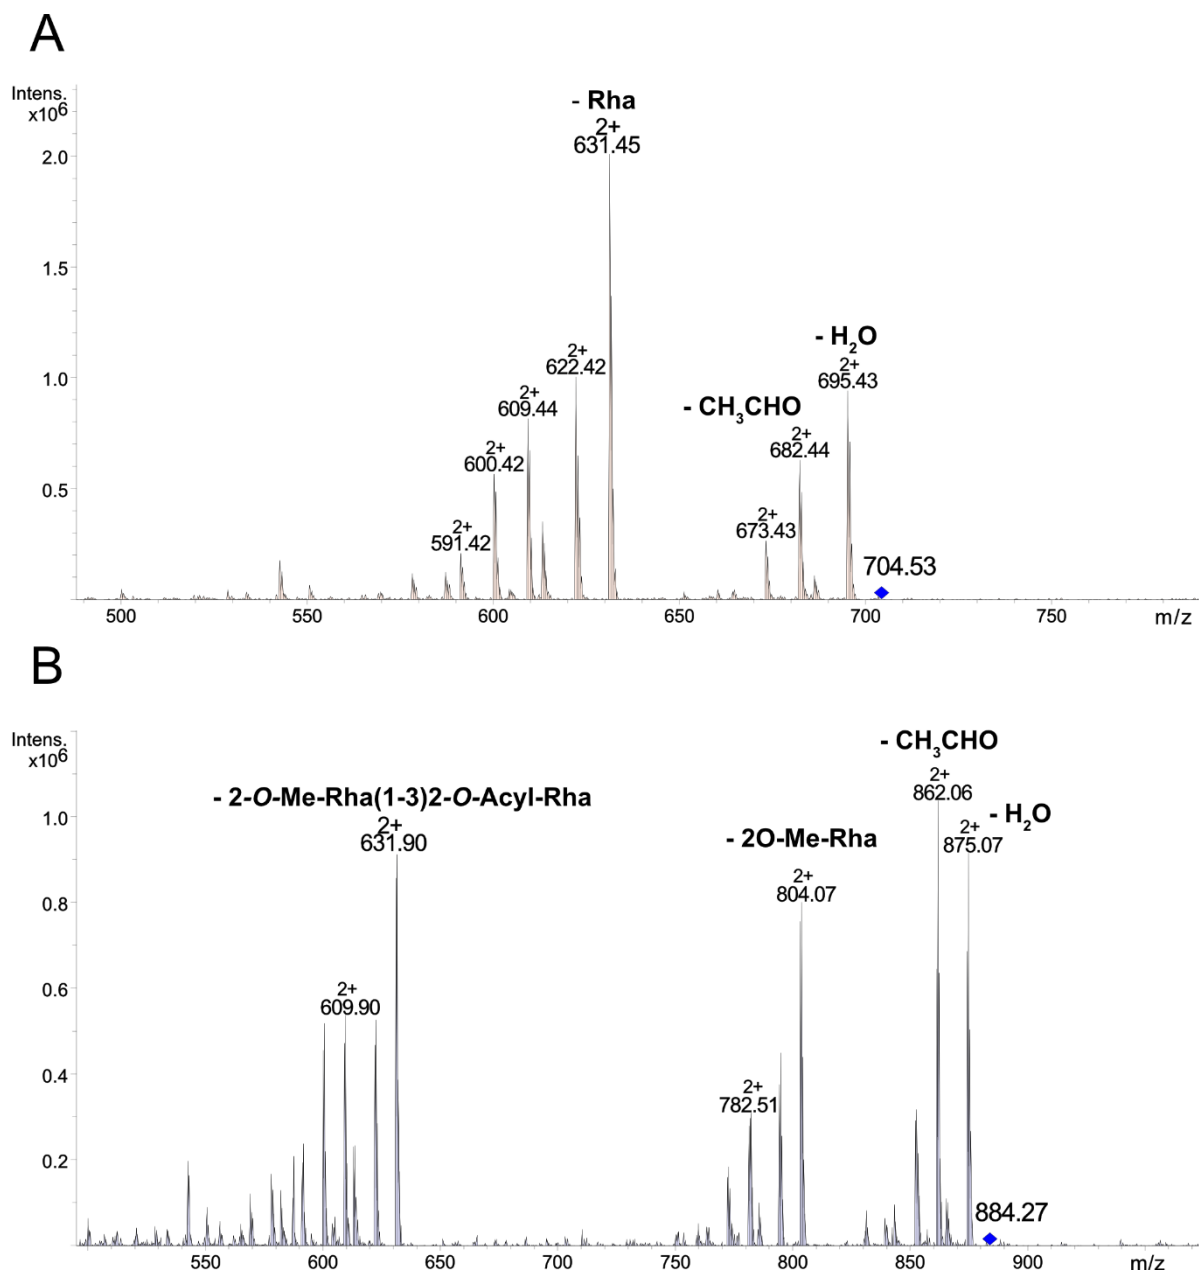 A
Intens.
x10^6
- Rha
2+
631.45
2.0
1.5
- H₂O
2+
695.43
2+
622.42
1.0
- CH₃CHO
2+
682.44
2+
609.44
2+
600.42
0.5
2+
673.43
2+
591.42
704.53
500 600 650 700 750 m/z
B
Intens.
x10^6
- CH₃CHO
2+
862.06
- H₂O
2+
875.07
- 2-O-Me-Rha(1-3)2-O-Acyl-Rha
2+
631.90
1.0
- 2O-Me-Rha
2+
804.07
0.8
0.6
2+
609.90
0.4
2+
782.51
0.2
884.27
550 600 650 700 750 800 850 900 m/z